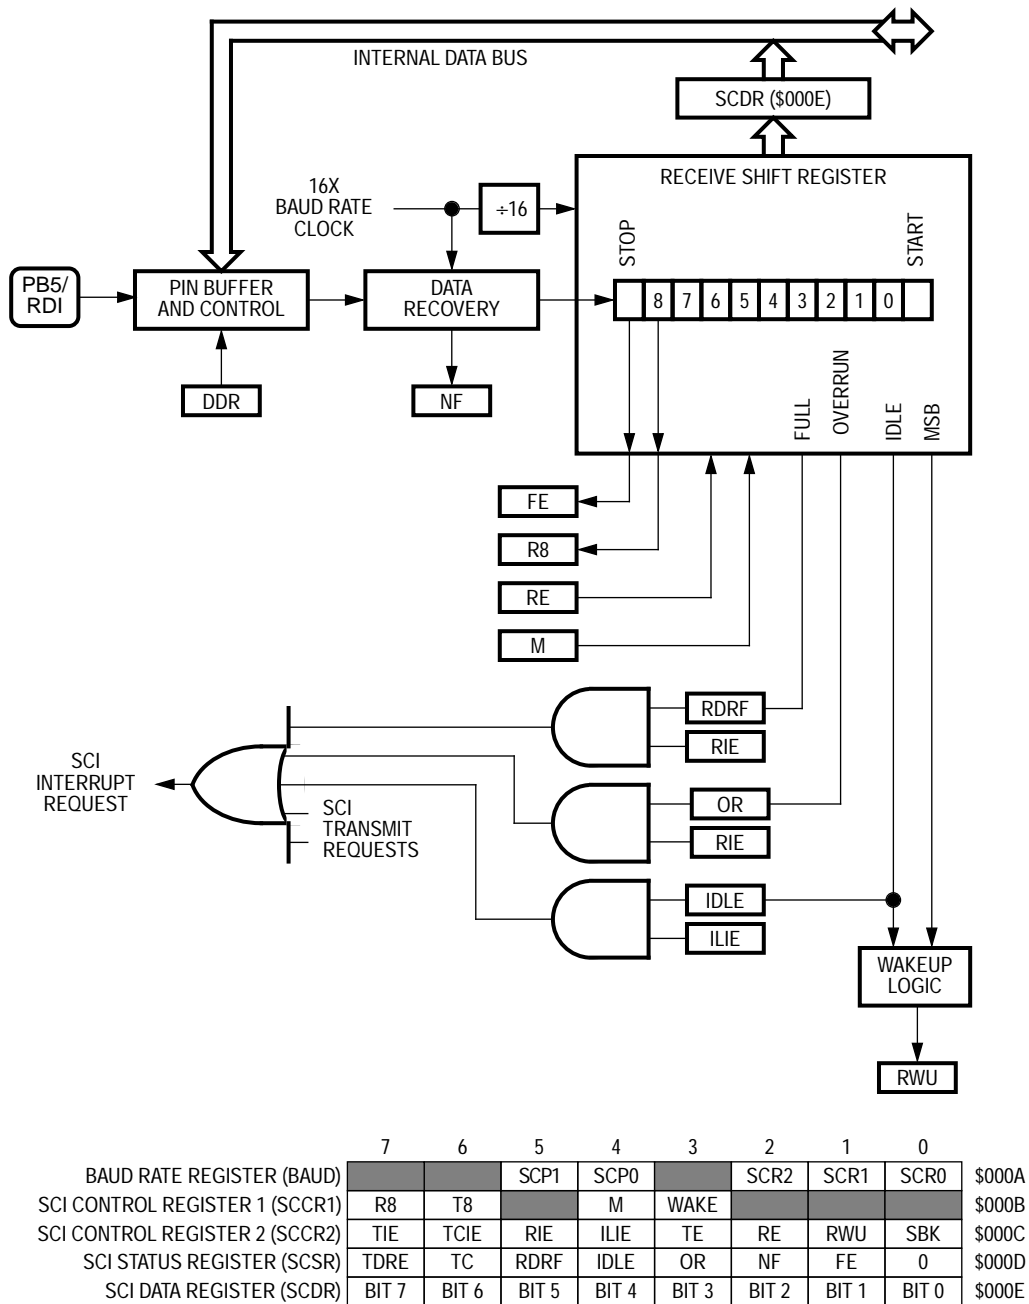 INTERNAL DATA BUS
SCDR ($000E)
RECEIVE SHIFT REGISTER
16X
BAUD RATE
CLOCK
÷16
STOP
START
PB5/
RDI
PIN BUFFER
AND CONTROL
DATA
RECOVERY
8 7 6 5 4 3 2 1 0
DDR
NF
FULL
OVERRUN
IDLE
MSB
FE
R8
RE
M
RDRF
RIE
SCI
INTERRUPT
REQUEST
OR
SCI
TRANSMIT
REQUESTS
RIE
IDLE
ILIE
WAKEUP
LOGIC
RWU
7 6 5 4 3 2 1 0
BAUD RATE REGISTER (BAUD) SCP1 SCP0 SCR2 SCR1 SCR0 $000A
SCI CONTROL REGISTER 1 (SCCR1) R8 T8 M WAKE $000B
SCI CONTROL REGISTER 2 (SCCR2) TIE TCIE RIE ILIE TE RE RWU SBK $000C
SCI STATUS REGISTER (SCSR) TDRE TC RDRF IDLE OR NF FE 0 $000D
SCI DATA REGISTER (SCDR) BIT 7 BIT 6 BIT 5 BIT 4 BIT 3 BIT 2 BIT 1 BIT 0 $000E